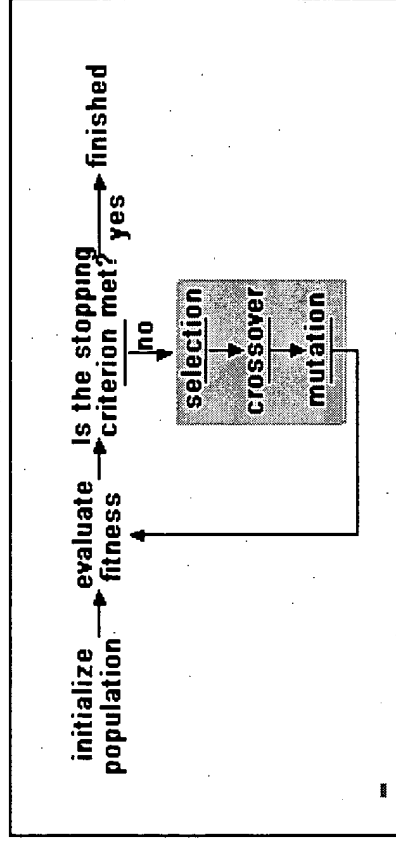 initialize
population
evaluate
fitness
Is the stopping
criterion met?
yes
finished
no
selection
crossover
mutation